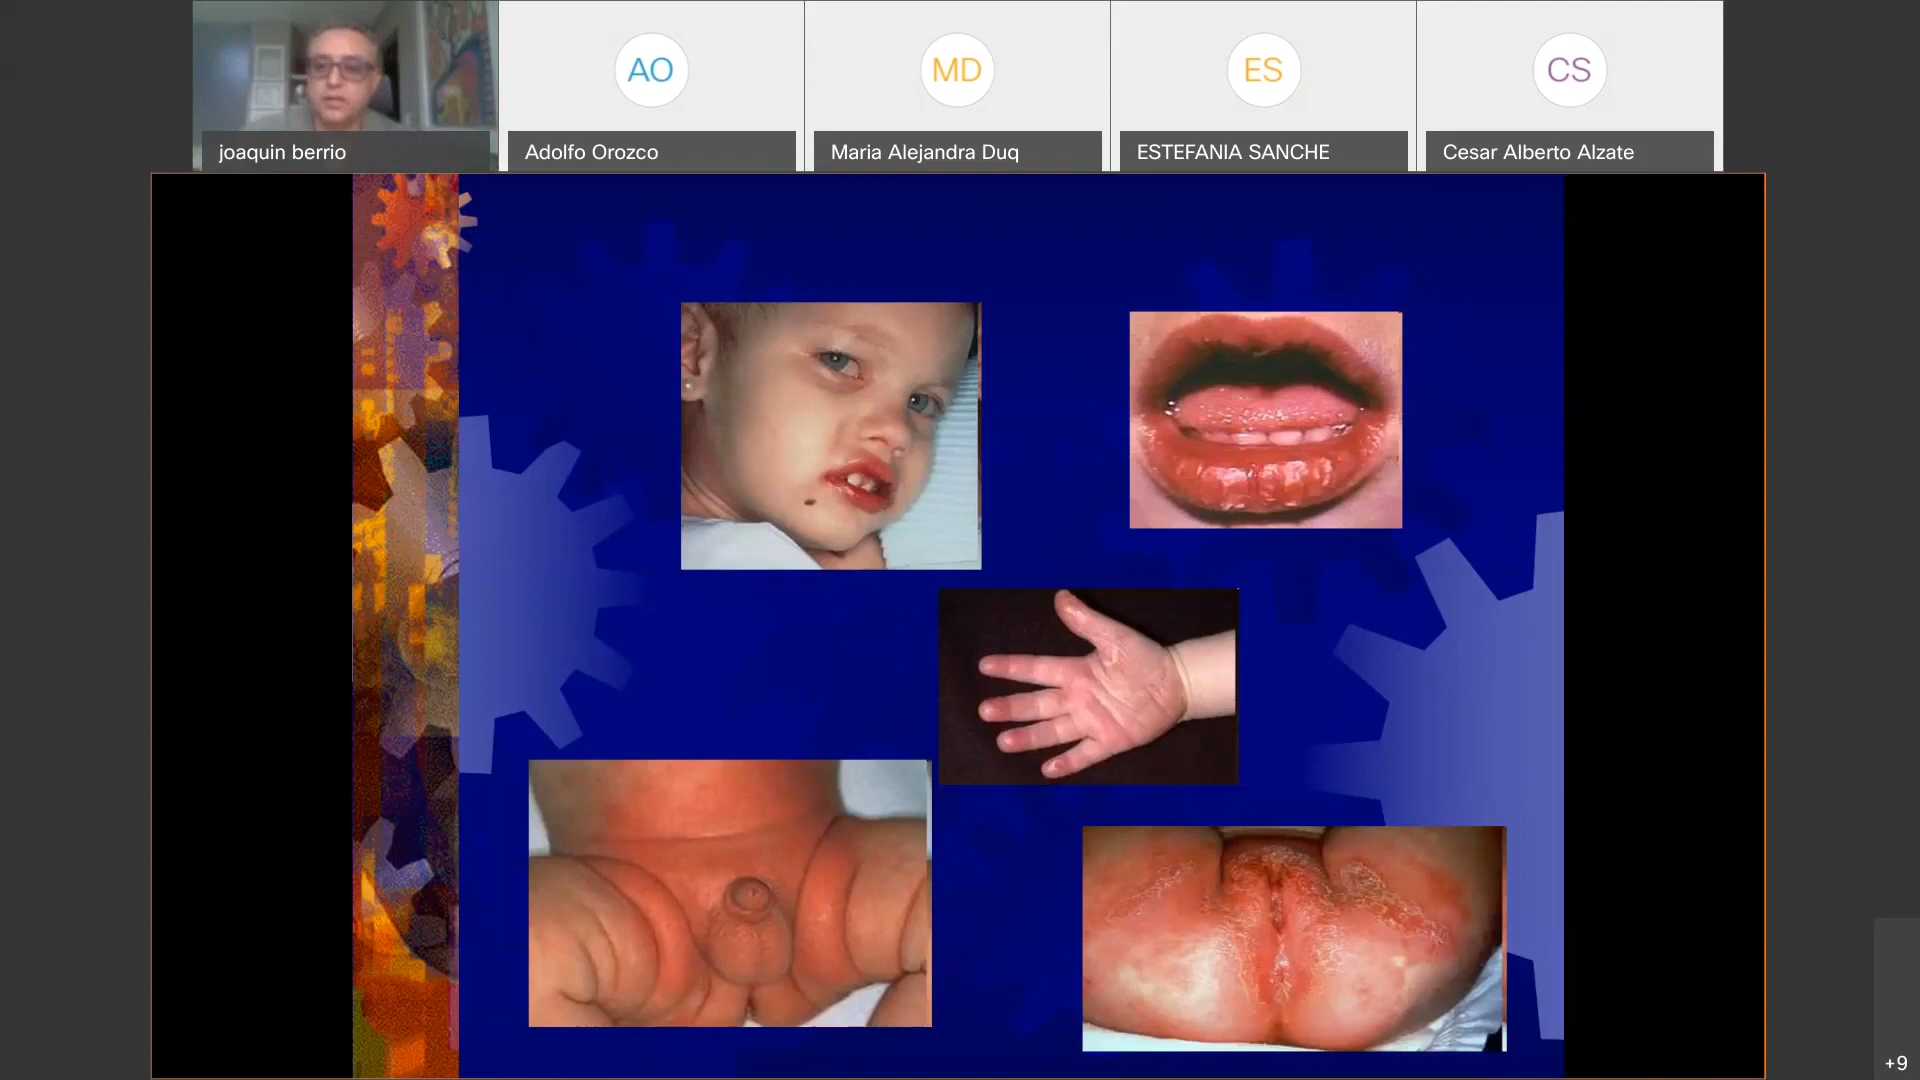 AO
MD
ES
CS
joaquin berrio
Adolfo Orozco
Maria Alejandra Duq
ESTEFANIA SANCHE
Cesar Alberto Alzate
+9